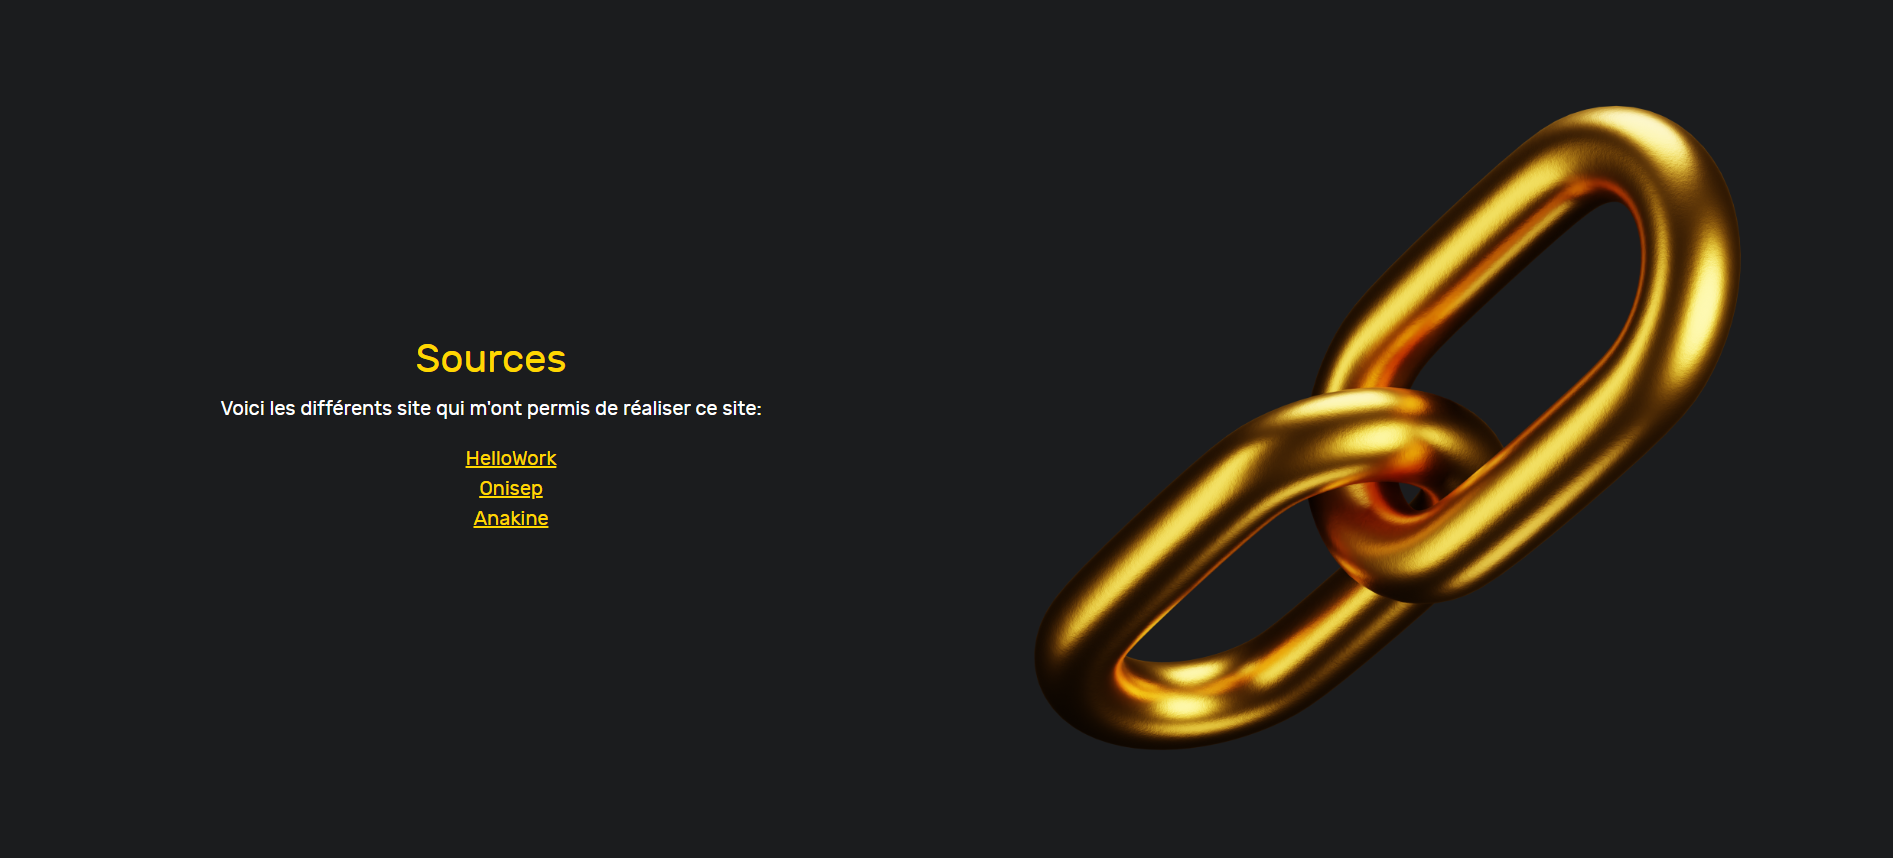 Sources
Voici les différents site qui m'ont permis de réaliser ce site:
HelloWork
Onisep
Anakine